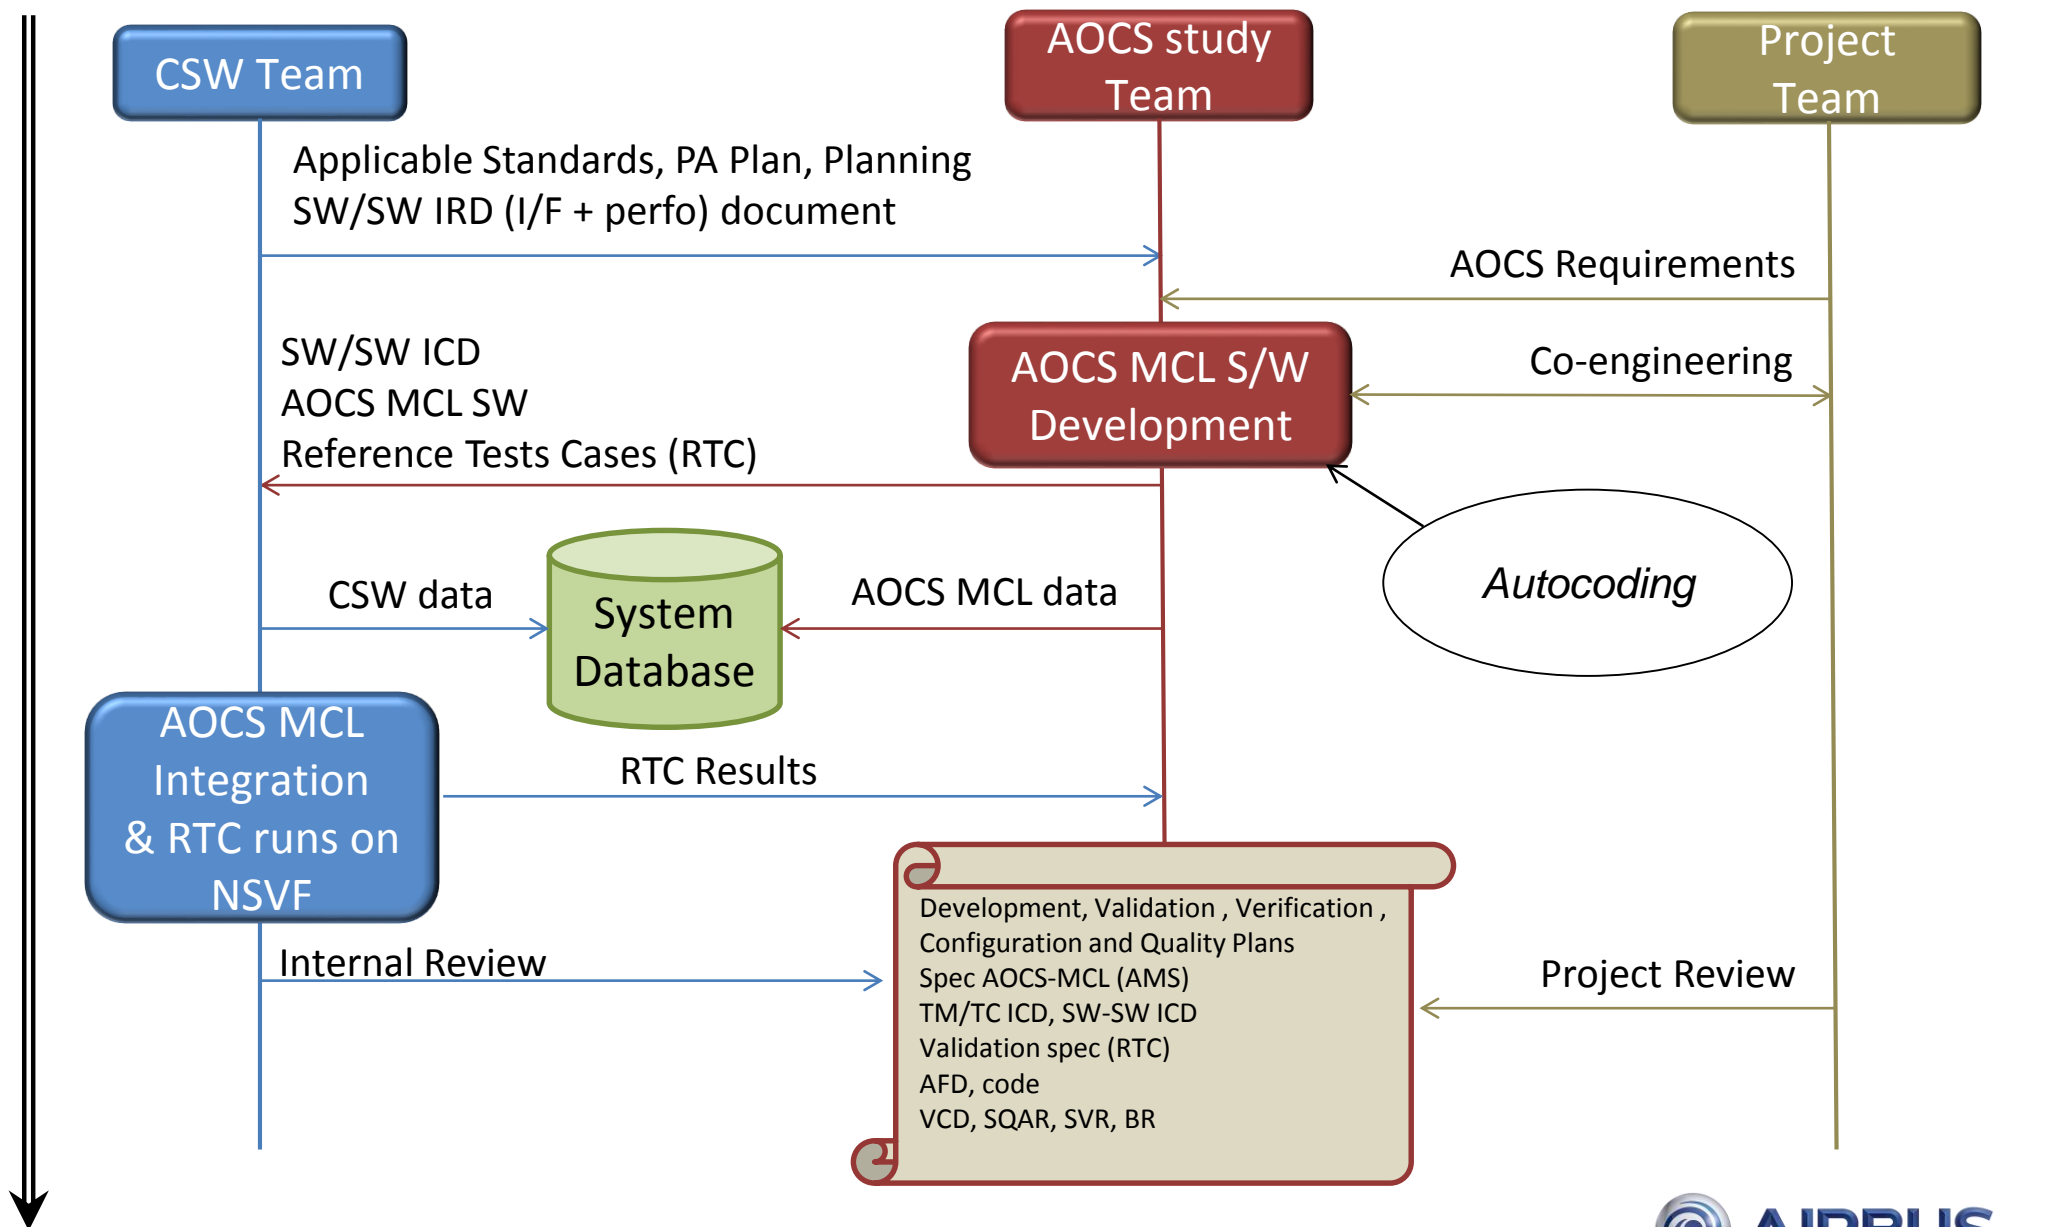 CSW Team
AOCS study
Team
Project
Team
Applicable Standards, PA Plan, Planning
SW/SW IRD (I/F + perfo) document
AOCS Requirements
SW/SW ICD
AOCS MCL SW
Reference Tests Cases (RTC)
AOCS MCL S/W
Development
Co-engineering
Autocoding
CSW data
System
Database
AOCS MCL data
AOCS MCL
Integration
& RTC runs on
NSVF
RTC Results
Internal Review
Development, Validation , Verification ,
Configuration and Quality Plans
Spec AOCS-MCL (AMS)
TM/TC ICD, SW-SW ICD
Validation spec (RTC)
AFD, code
VCD, SQAR, SVR, BR
Project Review
AIRBUS